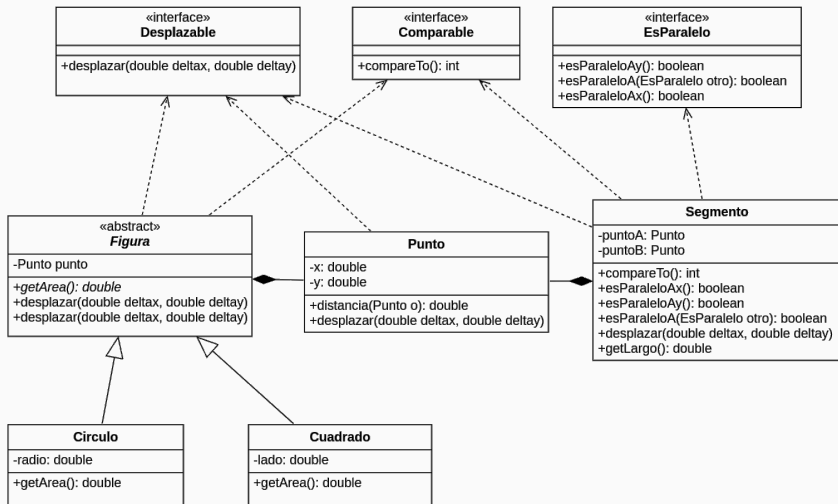 «interface»
Desplazable
+desplazar(double deltax, double deltay)
«interface»
Comparable
+compareTo(): int
«interface»
EsParalelo
+esParaleloAy(): boolean
+esParaleloA(EsParalelo otro): boolean
+esParaleloAx(): boolean
«abstract»
Figura
-Punto punto
+getArea(): double
+desplazar(double deltax, double deltay)
+desplazar(double deltax, double deltay)
Punto
-x: double
-y: double
+distancia(Punto o): double
+desplazar(double deltax, double deltay)
Segmento
-puntoA: Punto
-puntoB: Punto
+compareTo(): int
+esParaleloAx(): boolean
+esParaleloAy(): boolean
+esParaleloA(EsParalelo otro): boolean
+desplazar(double deltax, double deltay)
+getLargo(): double
Circulo
-radio: double
+getArea(): double
Cuadrado
-lado: double
+getArea(): double